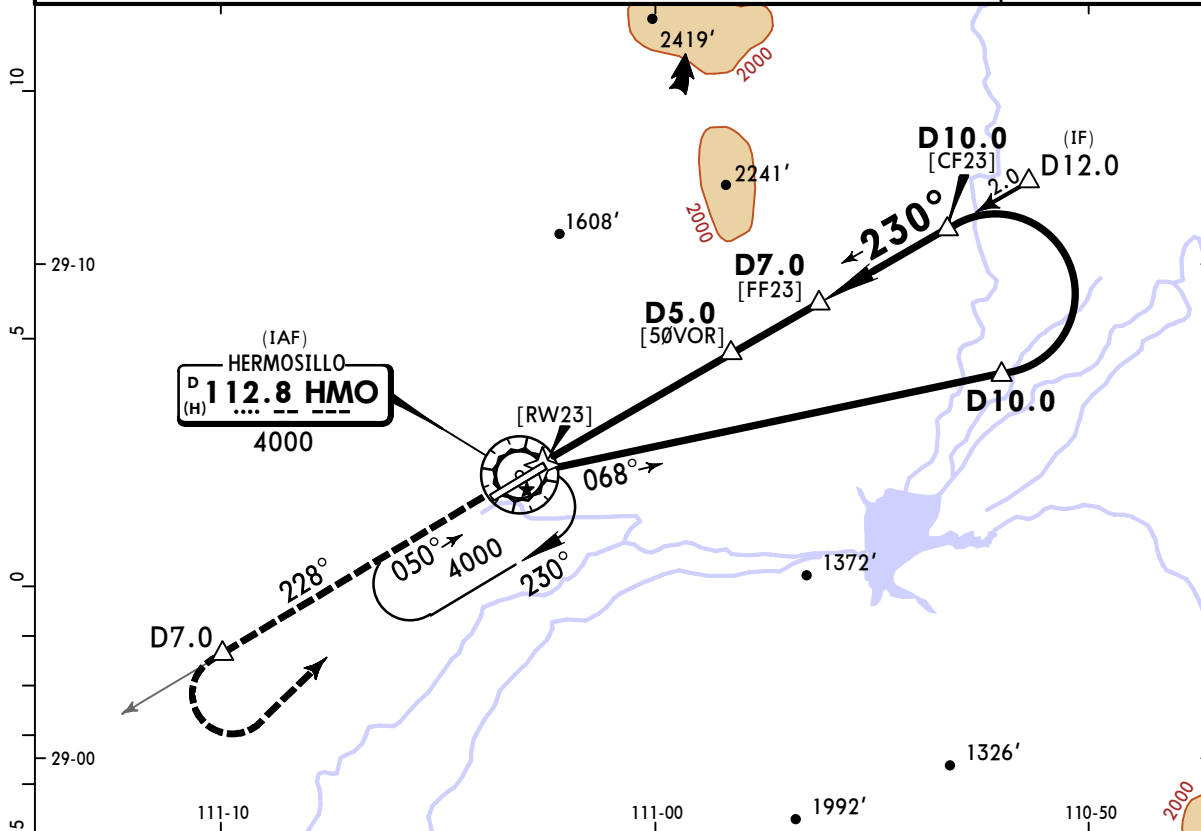 10
2419'
2000
2241'
2000
1608'
D10.0
[CF23]
(IF)
D12.0
2.0
230°
29-10
D7.0
[FF23]
5
D5.0
[5ØVOR]
(IAF)
HERMOSILLO
D
(H)
112.8 HMO
4000
[RW23]
D10.0
068°
050°
4000
230°
228°
1372'
0
D7.0
29-00
1326'
2000
111-10
111-00
1992'
110-50
5